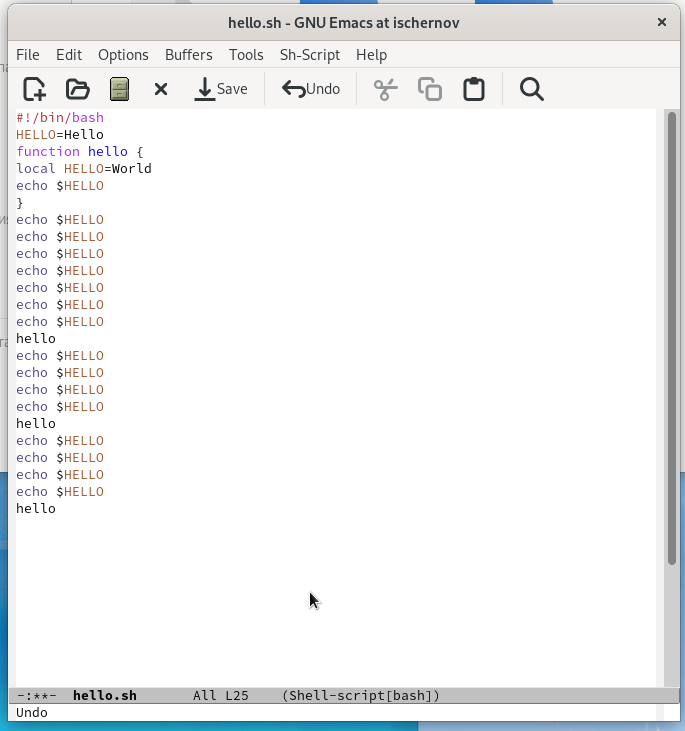 hello.sh - GNU Emacs at ischernov
File Edit Options Buffers Tools Sh-Script Help
Save Undo
#!/bin/bash
HELLO=Hello
function hello {
local HELLO=World
echo $HELLO
}
echo $HELLO
echo $HELLO
echo $HELLO
echo $HELLO
echo $HELLO
echo $HELLO
echo $HELLO
hello
echo $HELLO
echo $HELLO
echo $HELLO
echo $HELLO
hello
echo $HELLO
echo $HELLO
echo $HELLO
echo $HELLO
hello
-:**- hello.sh All L25 (Shell-script[bash])
Undo